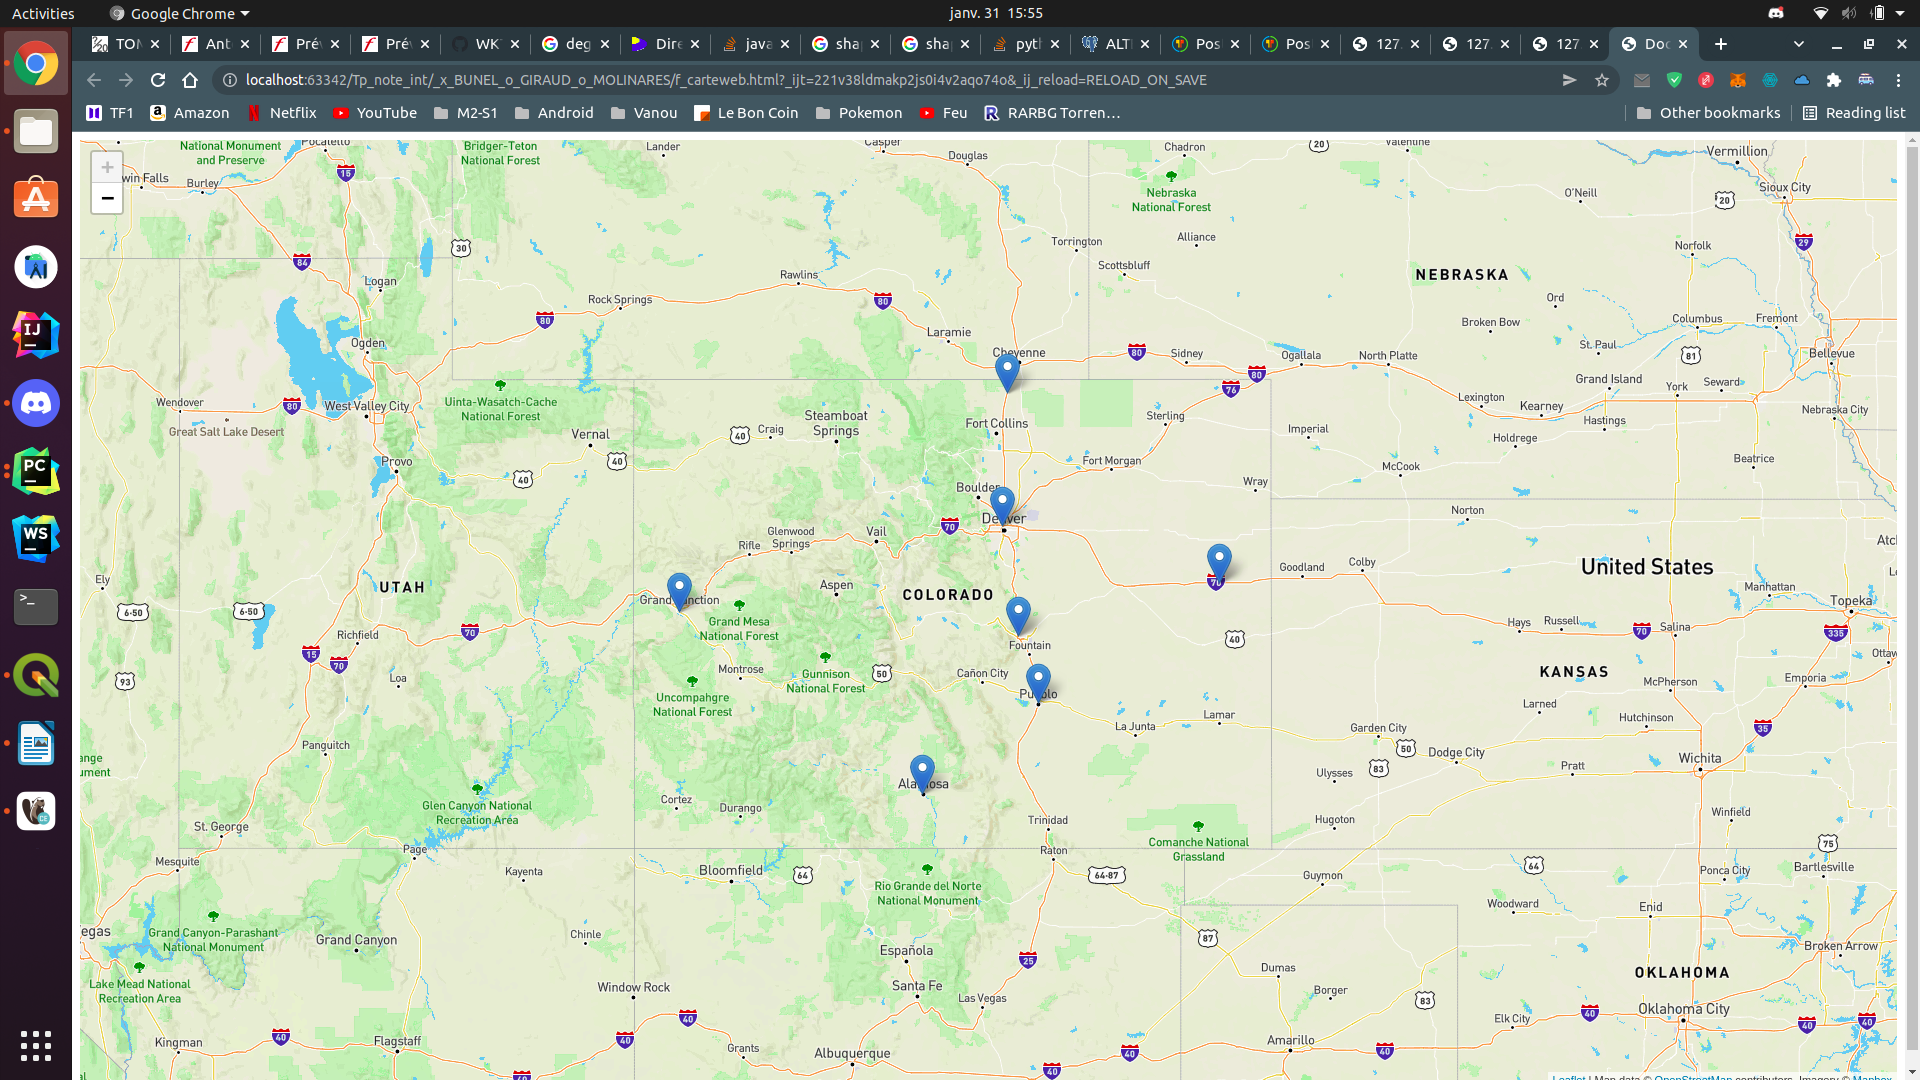 Activities
Google Chrome
janv. 31 15:55
TOM
Anto
Prév
Prév
WKT
deg
Dire
java
sha
sha
pyth
ALTE
Pos
Pos
127.
127.
127
Doc
localhost:63342/Tp_note_int/_x_BUNEL_o_GIRAUD_o_MOLINARES/f_carteweb.html?_ijt=221v38ldmakp2js0i4v2aqo74o&_ij_reload=RELOAD_ON_SAVE
TF1
Amazon
Netflix
YouTube
M2-S1
Android
Vanou
Le Bon Coin
Pokemon
Feu
RARBG Torren…
Other bookmarks
Reading list
+
−
National Monument
and Preserve
Pocatello
Bridger-Teton
National Forest
Lander
Casper
Douglas
Chadron
20
Valentine
Vermillion
win Falls
Burley
15
Nebraska
National Forest
O'Neill
Sioux City
20
30
84
Torrington
Alliance
Norfolk
29
Logan
Rawlins
Scottsbluff
NEBRASKA
Rock Springs
80
80
Ord
Columbus
Fremont
Broken Bow
Ogden
Laramie
Cheyenne
80
Sidney
Ogallala
North Platte
St. Paul
81
Bellevue
80
76
Grand Island
York
Seward
Wendover
80
West Valley City
Uinta-Wasatch-Cache
National Forest
Steamboat
Springs
Sterling
Lexington
Kearney
Nebraska City
Great Salt Lake Desert
Vernal
40
Craig
Fort Collins
Imperial
Holdrege
Hastings
Provo
40
40
Fort Morgan
McCook
Beatrice
Boulder
Wray
Norton
Denver
70
Glenwood
Springs
Vail
Rifle
Goodland
Colby
United States
Atc
Ely
UTAH
Aspen
COLORADO
70
Manhattan
Topeka
6-50
6-50
Grand Junction
Grand Mesa
National Forest
Hays
Russell
70
Salina
335
Richfield
70
Fountain
40
Ottaw
15
70
Montrose
Gunnison
National Forest
50
Cañon City
KANSAS
McPherson
Emporia
93
Loa
Uncompahgre
National Forest
Pueblo
La Junta
Lamar
Larned
Hutchinson
Garden City
50
Dodge City
35
Panguitch
ange
ument
Ulysses
83
Pratt
Wichita
Alamosa
Cortez
Durango
Glen Canyon National
Recreation Area
Trinidad
Hugoton
Winfield
St. George
Page
Raton
Comanche National
Grassland
75
Mesquite
Kayenta
Bloomfield
64
64-87
Guymon
64
Ponca City
Bartlesville
Rio Grande del Norte
National Monument
Woodward
Enid
egas
Grand Canyon-Parashant
National Monument
Grand Canyon
Chinle
Española
25
87
Broken Arrow
Lake Mead National
Recreation Area
Window Rock
Santa Fe
Las Vegas
Dumas
Borger
83
OKLAHOMA
Oklahoma City
Kingman
40
Flagstaff
40
40
Grants
Albuquerque
40
40
Amarillo
40
Elk City
40
40
40
40
Leaflet | Map data © OpenStreetMap contributors, Imagery © Mapbox